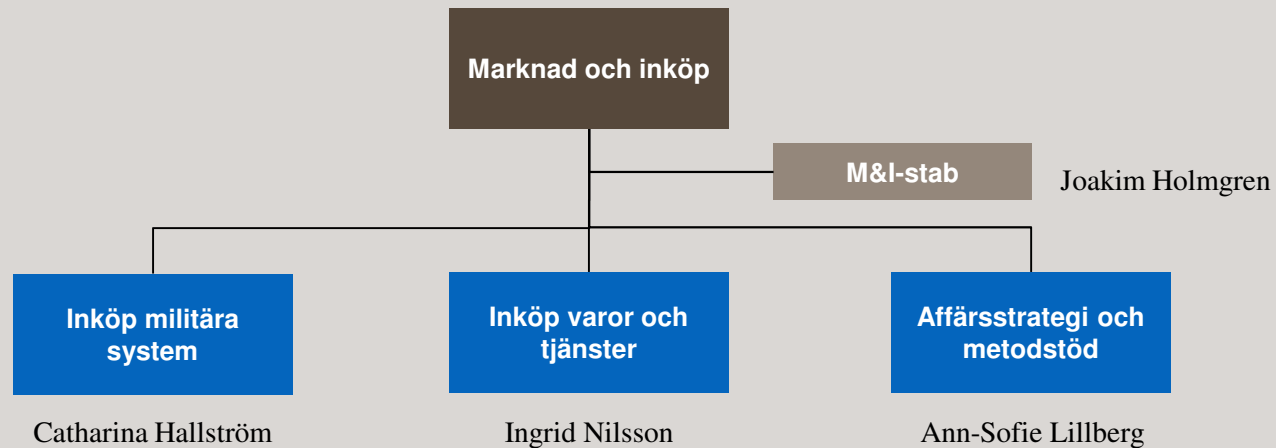 Marknad och inköp
M&I-stab
Joakim Holmgren
Inköp militära
system
Inköp varor och
tjänster
Affärsstrategi och
metodstöd
Catharina Hallström
Ingrid Nilsson
Ann-Sofie Lillberg